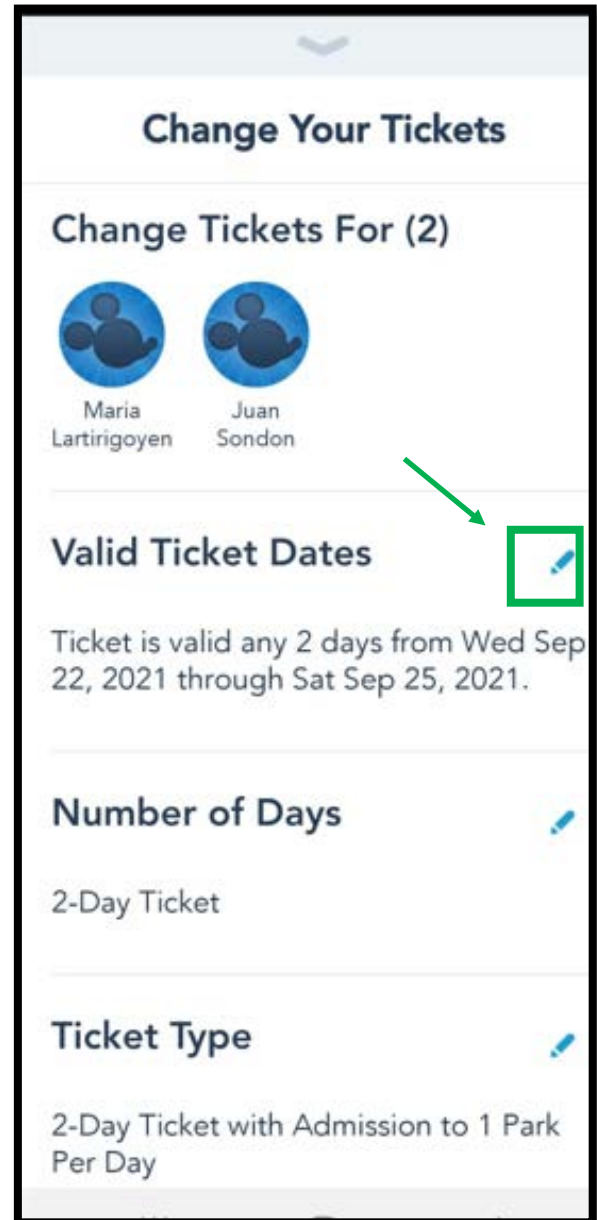 Change Your Tickets
Change Tickets For (2)
Maria Juan
Lartirigoyen Sondon
Valid Ticket Dates
Ticket is valid any 2 days from Wed Sep
22, 2021 through Sat Sep 25, 2021.
Number of Days
2-Day Ticket
Ticket Type
2-Day Ticket with Admission to 1 Park
Per Day